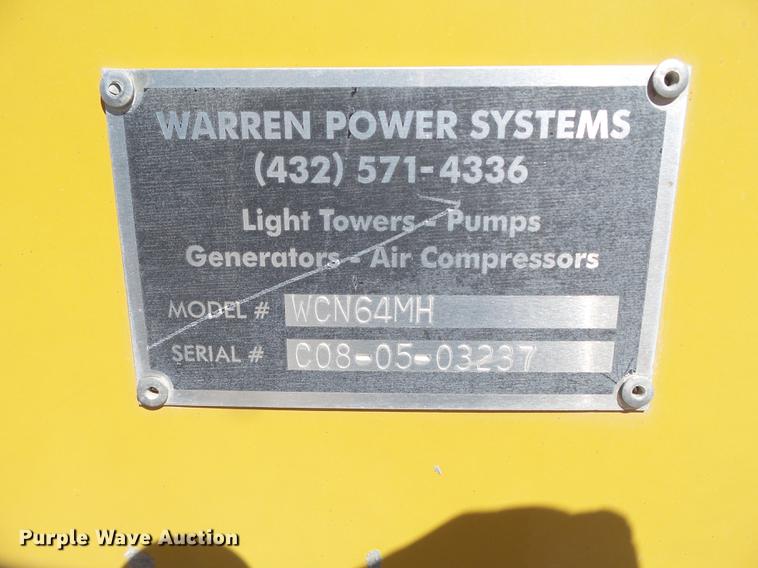 WARREN POWER SYSTEMS
(432) 571-4336
Light Towers - Pumps
Generators - Air Compressors
MODEL # WCN64MH
SERIAL # C08-05-03237
Purple Wave Auction